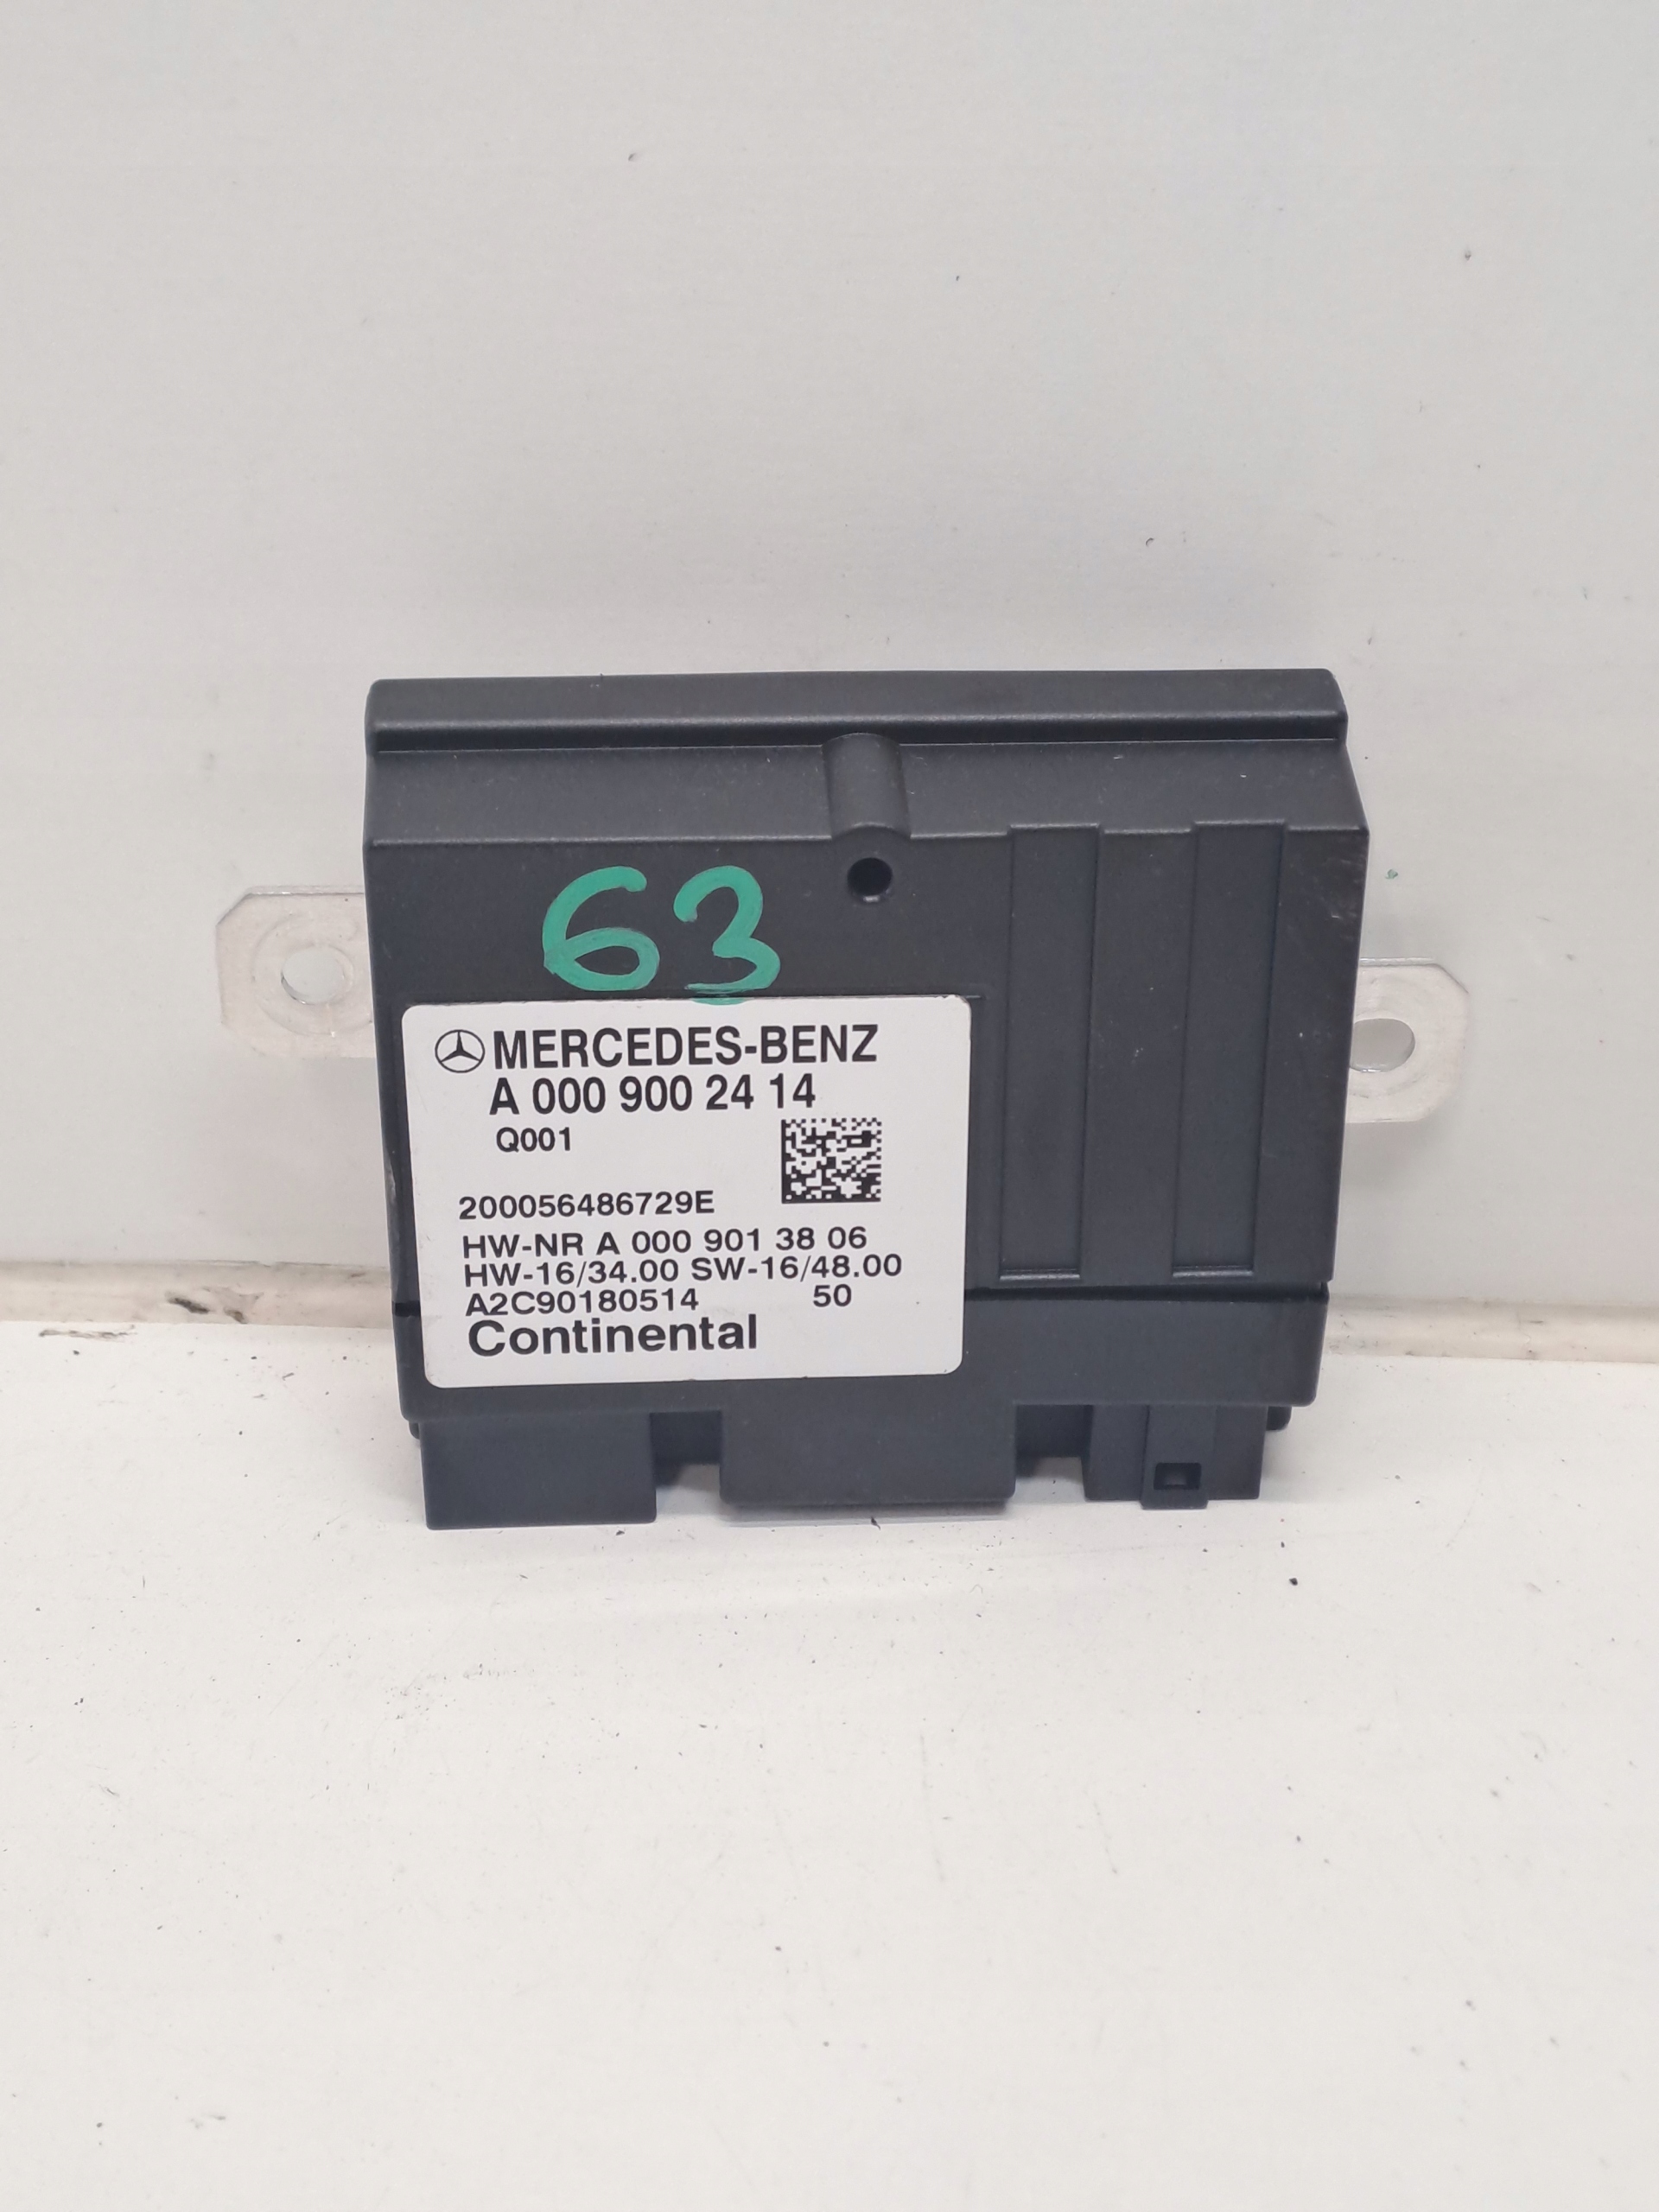 63
MERCEDES-BENZ
A 000 900 24 14
Q001
200056486729E
HW-NR A 000 901 38 06
HW-16/34.00 SW-16/48.00
A2C90180514 50
Continental